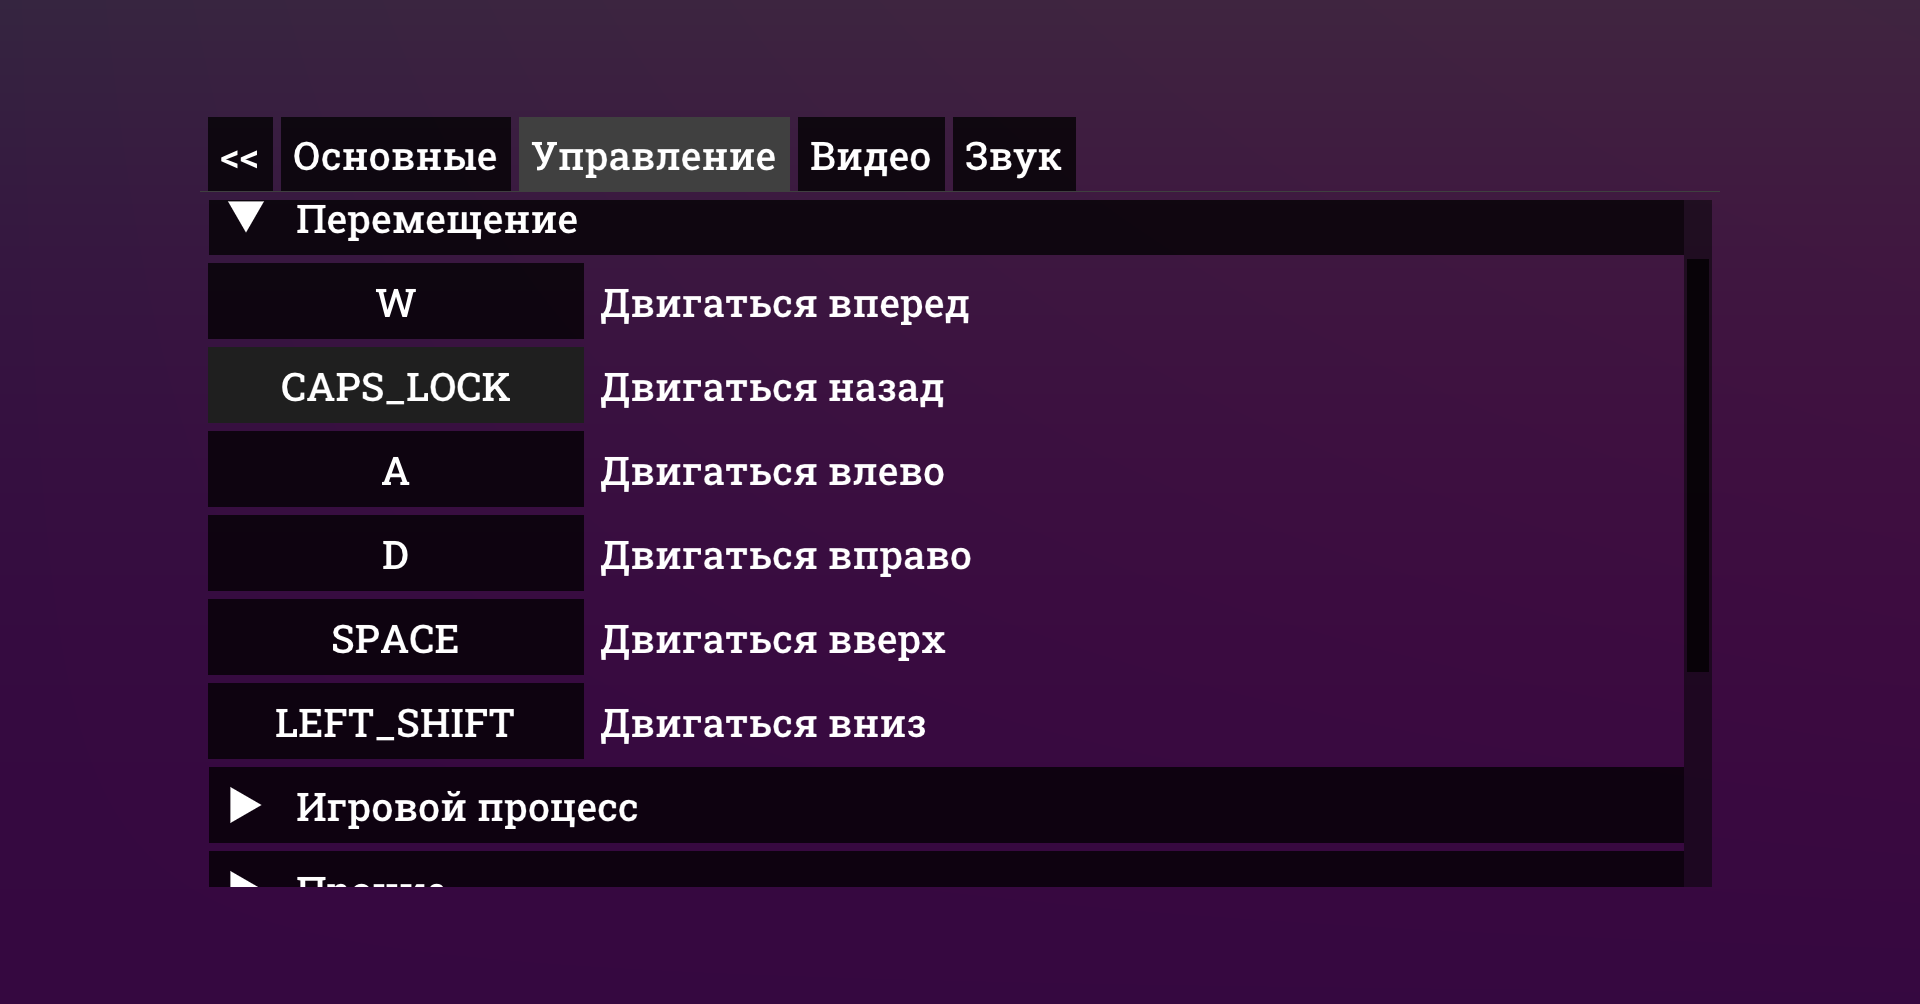 << Основные Управление Видео Звук
Перемещение
W Двигаться вперед
CAPS_LOCK Двигаться назад
A Двигаться влево
D Двигаться вправо
SPACE Двигаться вверх
LEFT_SHIFT Двигаться вниз
Игровой процесс